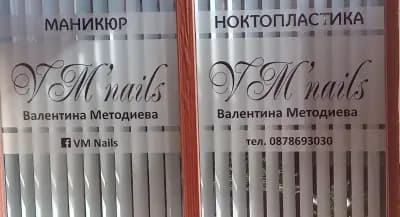 МАНИКЮР
VM'nails
Валентина Методиева
VM Nails
НОКТОПЛАСТИКА
VM'nails
Валентина Методиева
тел. 0878693030